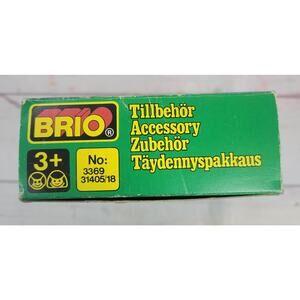 BRIO®
3+
No:
3369
31405/18
Tillbehör
Accessory
Zubehör
Täydennyspakkaus